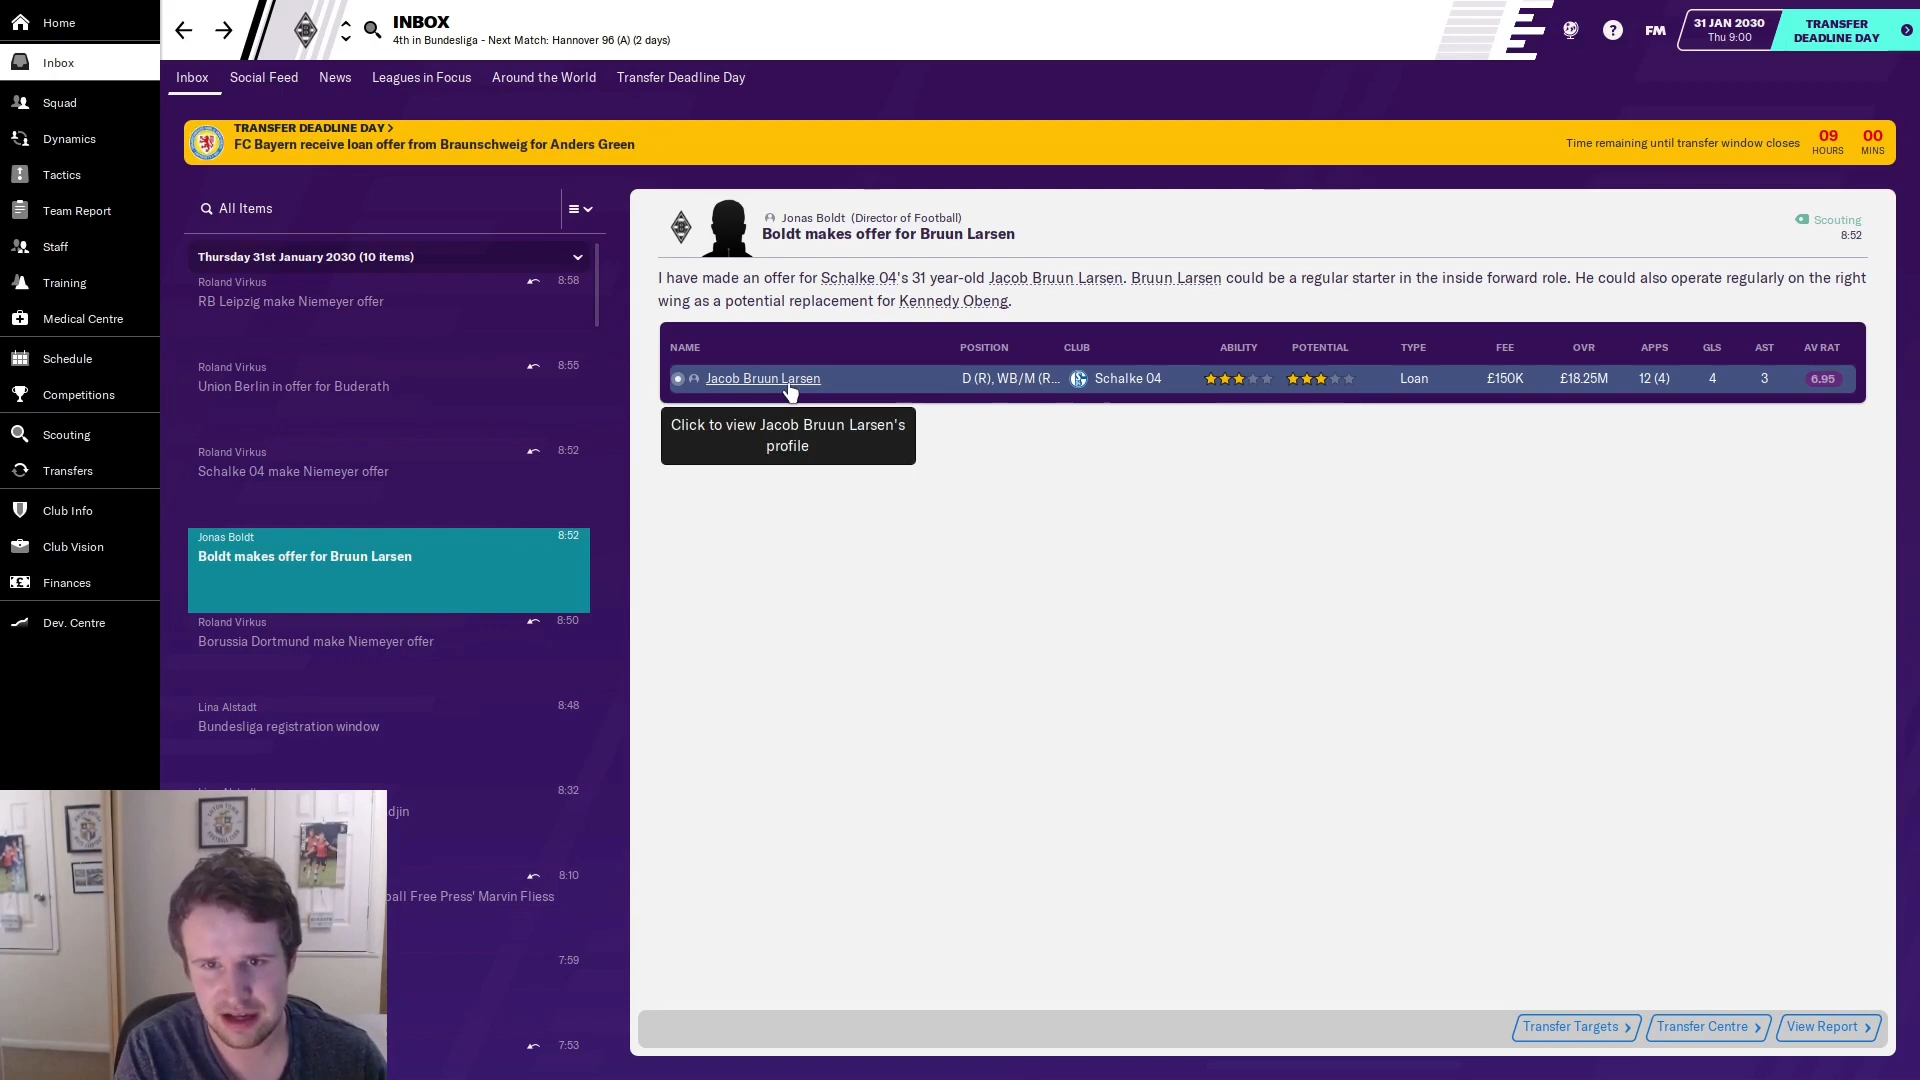 Home
Inbox
Squad
Dynamics
Tactics
Team Report
Staff
Training
Medical Centre
Schedule
Competitions
Scouting
Transfers
Club Info
Club Vision
Finances
Dev. Centre
INBOX
4th in Bundesliga - Next Match: Hannover 96 (A) (2 days)
FM
31 JAN 2030
Thu 9:00
TRANSFER DEADLINE DAY
Inbox Social Feed News Leagues in Focus Around the World Transfer Deadline Day
TRANSFER DEADLINE DAY >
FC Bayern receive loan offer from Braunschweig for Anders Green
Time remaining until transfer window closes
09 HOURS
00 MINS
All Items
Thursday 31st January 2030 (10 items)
Roland Virkus 8:58
RB Leipzig make Niemeyer offer
Roland Virkus 8:55
Union Berlin in offer for Buderath
Roland Virkus 8:52
Schalke 04 make Niemeyer offer
Jonas Boldt 8:52
Boldt makes offer for Bruun Larsen
Roland Virkus 8:50
Borussia Dortmund make Niemeyer offer
Lina Alstadt 8:48
Bundesliga registration window
8:32
djin
8:10
ball Free Press' Marvin Fliess
7:59
7:53
Jonas Boldt (Director of Football)
Boldt makes offer for Bruun Larsen
Scouting
8:52
I have made an offer for Schalke 04's 31 year-old Jacob Bruun Larsen. Bruun Larsen could be a regular starter in the inside forward role. He could also operate regularly on the right
wing as a potential replacement for Kennedy Obeng.
NAME POSITION CLUB ABILITY POTENTIAL TYPE FEE OVR APPS GLS AST AV RAT
Jacob Bruun Larsen D (R), WB/M (R... Schalke 04 Loan £150K £18.25M 12 (4) 4 3 6.95
Click to view Jacob Bruun Larsen's
profile
Transfer Targets > Transfer Centre > View Report >